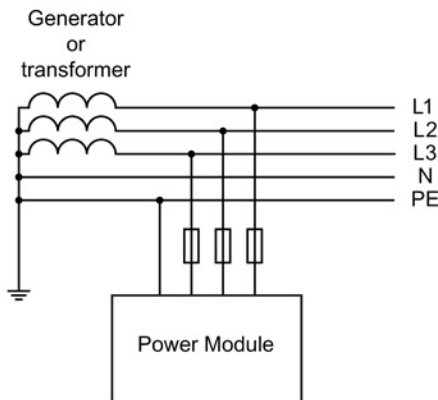 Generator
or
transformer
L1
L2
L3
N
PE
Power Module